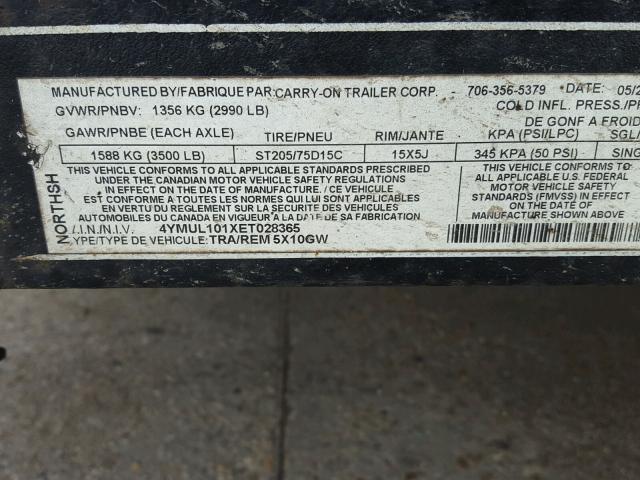 MANUFACTURED BY/FABRIQUE PAR: CARRY-ON TRAILER CORP. - 706-356-5379 DATE: 05/2
GVWR/PNBV: 1356 KG (2990 LB) COLD INFL. PRESS./PR
DE GONF A FROID
GAWR/PNBE (EACH AXLE) TIRE/PNEU RIM/JANTE KPA (PSI/LPC) SGL/
1588 KG (3500 LB) ST205/75D15C 15X5J 345 KPA (50 PSI) SING
THIS VEHICLE CONFORMS TO ALL APPLICABLE STANDARDS PRESCRIBED
UNDER THE CANADIAN MOTOR VEHICLE SAFETY REGULATIONS
IN EFFECT ON THE DATE OF MANUFACTURE. / CE VEHICULE EST
CONFORME A TOUTES LES NORMES QUI LUI SONT APPLICABLES
EN VERTU DU REGLEMENT SUR LA SECURITE DES VEHICULES
AUTOMOBILES DU CANADA EN VIGUEUR A LA DATE DE SA FABRICATION
THIS VEHICLE CONFORMS TO
ALL APPLICABLE U.S. FEDERAL
MOTOR VEHICLE SAFETY
STANDARDS (FMVSS) IN EFFECT
SHOWN ABOVE.
NORTHSH
V.I.N./N.I.V. 4YMUL101XET028365
TYPE/TYPE DE VEHICULE: TRA/REM 5X10GW